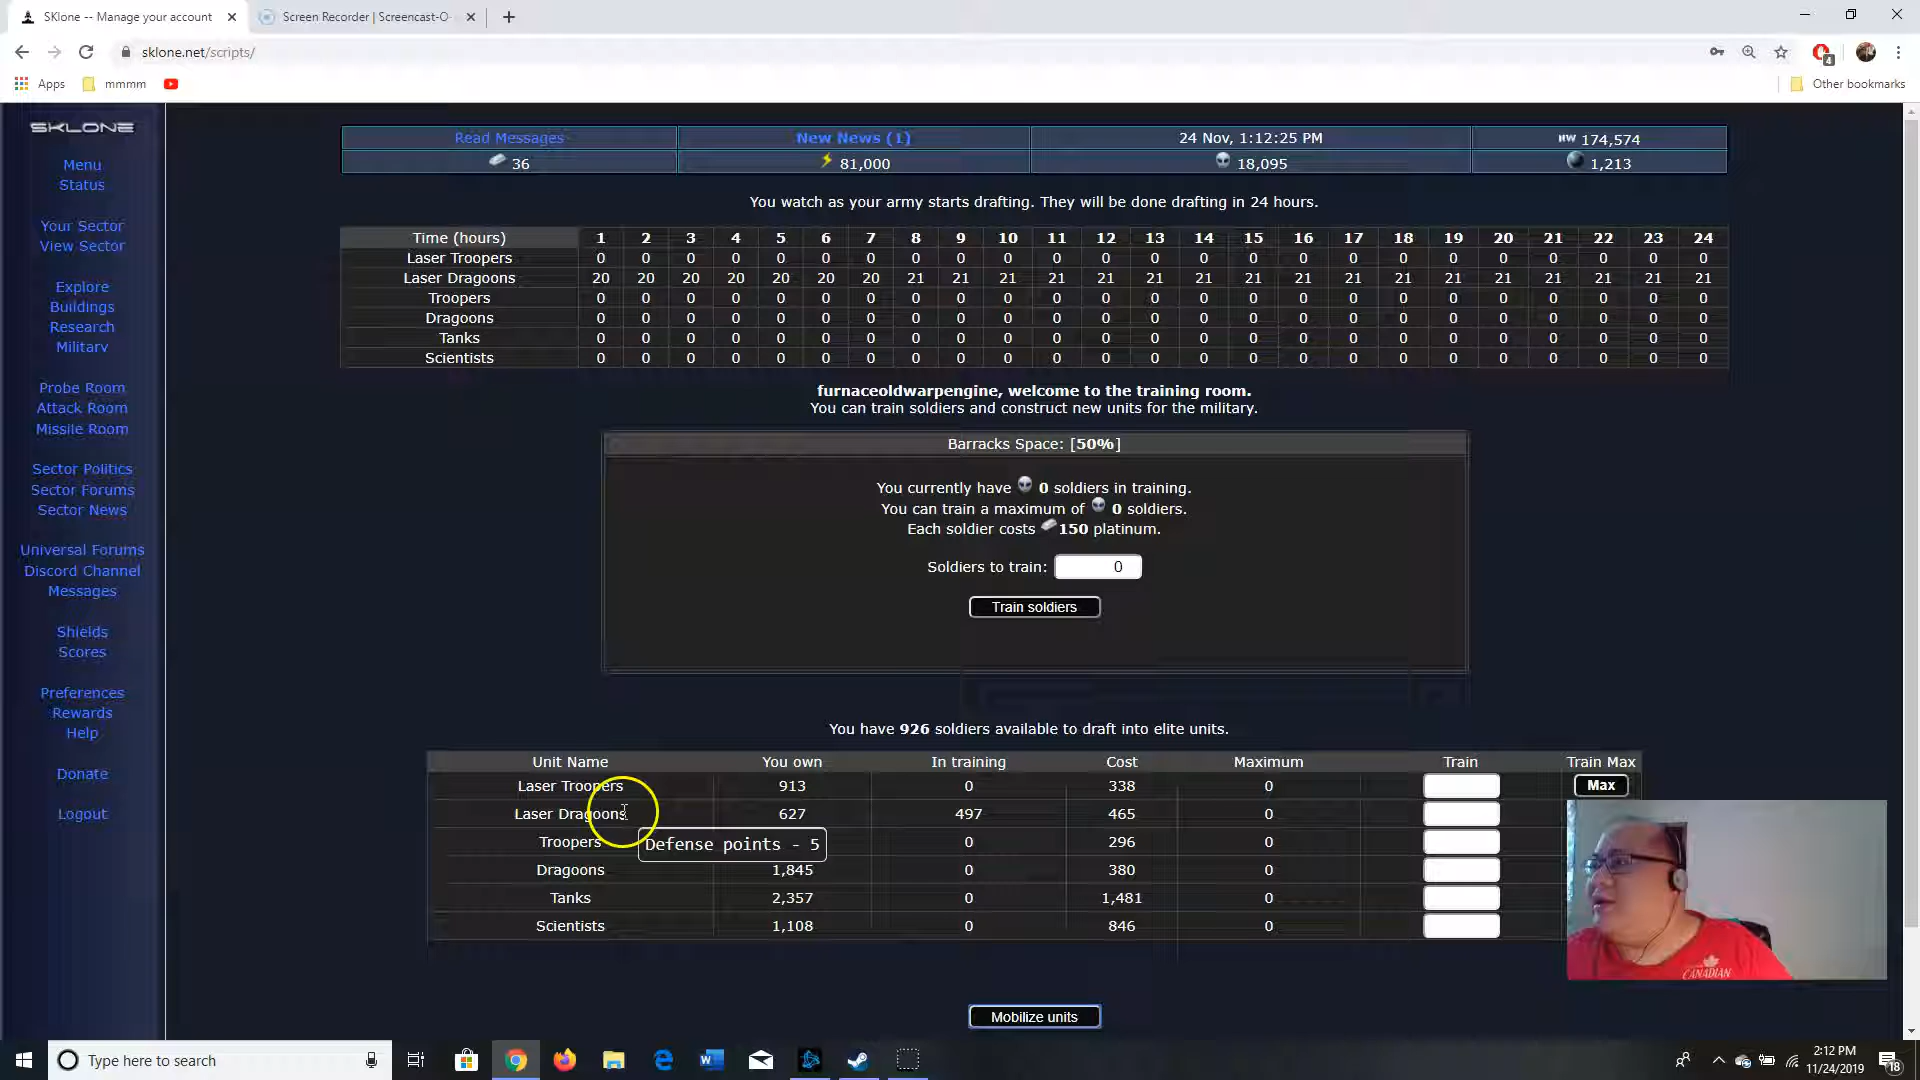 SKlone -- Manage your account
Screen Recorder | Screencast-O-
sklone.net/scripts/
4
Apps
mmmm
Other bookmarks
SKLONE
Menu
Status
Your Sector
View Sector
Explore
Buildings
Research
Military
Probe Room
Attack Room
Missile Room
Sector Politics
Sector Forums
Sector News
Universal Forums
Discord Channel
Messages
Shields
Scores
Preferences
Rewards
Help
Donate
Logout
Read Messages New News (1) 24 Nov, 1:12:25 PM NW 174,574
36 81,000 18,095 1,213
You watch as your army starts drafting. They will be done drafting in 24 hours.
Time (hours) 1 2 3 4 5 6 7 8 9 10 11 12 13 14 15 16 17 18 19 20 21 22 23 24
Laser Troopers 0 0 0 0 0 0 0 0 0 0 0 0 0 0 0 0 0 0 0 0 0 0 0 0
Laser Dragoons 20 20 20 20 20 20 20 21 21 21 21 21 21 21 21 21 21 21 21 21 21 21 21 21
Troopers 0 0 0 0 0 0 0 0 0 0 0 0 0 0 0 0 0 0 0 0 0 0 0 0
Dragoons 0 0 0 0 0 0 0 0 0 0 0 0 0 0 0 0 0 0 0 0 0 0 0 0
Tanks 0 0 0 0 0 0 0 0 0 0 0 0 0 0 0 0 0 0 0 0 0 0 0 0
Scientists 0 0 0 0 0 0 0 0 0 0 0 0 0 0 0 0 0 0 0 0 0 0 0 0
furnaceoldwarpengine, welcome to the training room.
You can train soldiers and construct new units for the military.
Barracks Space: [50%]
You currently have 0 soldiers in training.
You can train a maximum of 0 soldiers.
Each soldier costs 150 platinum.
Soldiers to train: 0
Train soldiers
You have 926 soldiers available to draft into elite units.
Unit Name You own In training Cost Maximum Train Train Max
Laser Troopers 913 0 338 0 Max
Laser Dragoons 627 497 465 0
Troopers 0 296 0
Defense points - 5
Dragoons 1,845 0 380 0
Tanks 2,357 0 1,481 0
Scientists 1,108 0 846 0
Mobilize units
CANADIAN
Type here to search
2:12 PM
11/24/2019
18